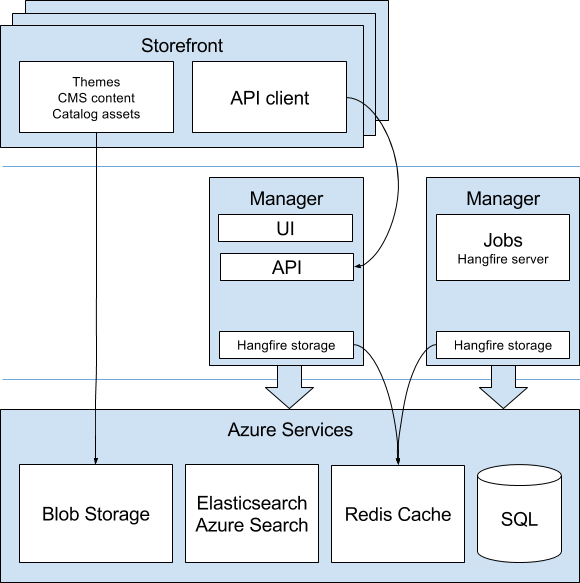 Storefront
Themes
CMS content
Catalog assets
API client
Manager
UI
API
Hangfire storage
Manager
Jobs
Hangfire server
Hangfire storage
Azure Services
Blob Storage
Elasticsearch
Azure Search
Redis Cache
SQL